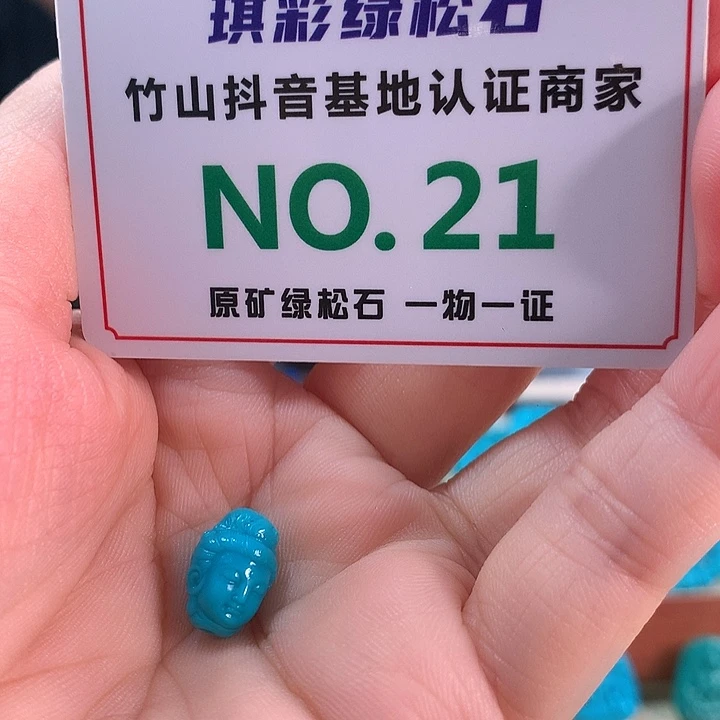 琪彩绿松石
竹山抖音基地认证商家
NO.21
原矿绿松石 一物一证